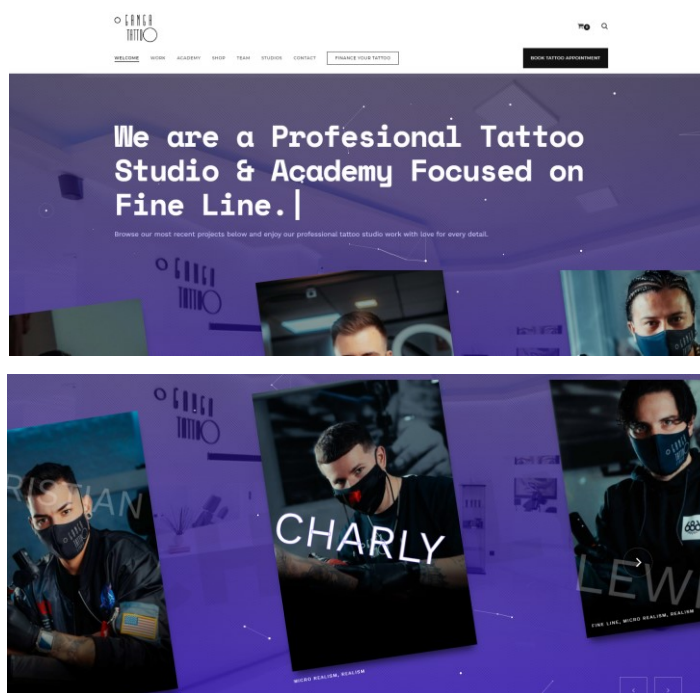 GANGA
TATTOO
0
WELCOME WORK ACADEMY SHOP TEAM STUDIOS CONTACT FINANCE YOUR TATTOO BOOK TATTOO APPOINTMENT
We are a Profesional Tattoo
Studio & Academy Focused on
Fine Line.
Browse our most recent projects below and enjoy our professional tattoo studio work with love for every detail.
GANGA
TATTOO
GANGA
TATTOO
RISTIAN
CHARLY
LEWI
FINE LINE, MICRO REALISM, REALISM
MICRO REALISM, REALISM